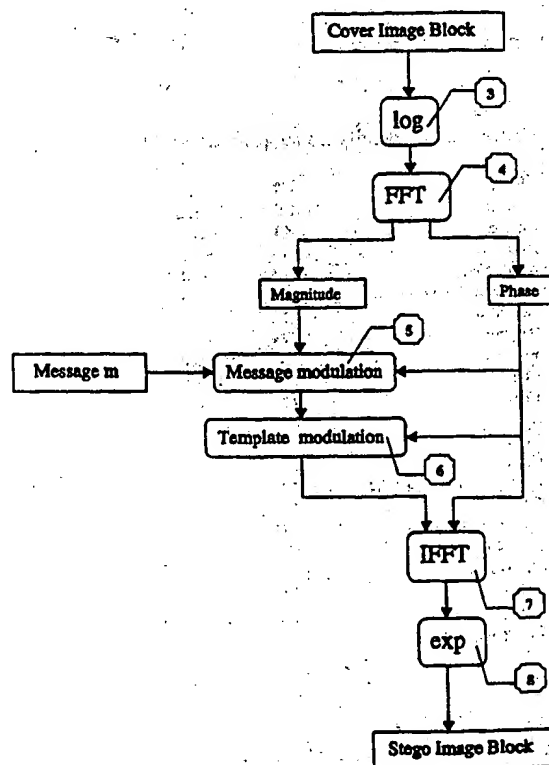 Cover Image Block
3
log
4
FFT
Magnitude
Phase
5
Message m
Message modulation
Template modulation
6
IFFT
7
exp
8
Stego Image Block